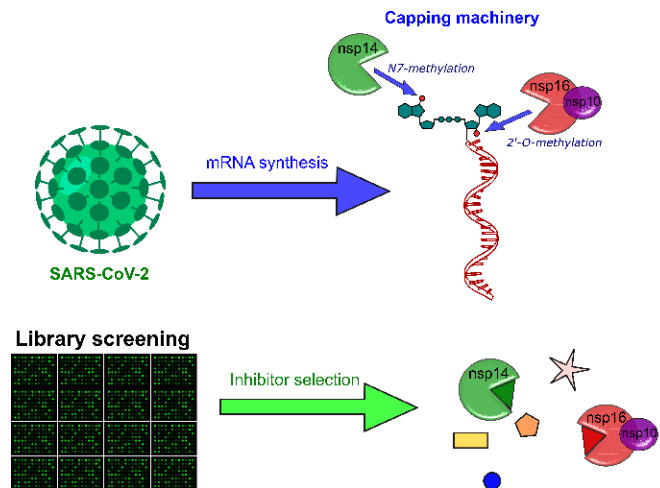 Capping machinery
nsp14
N7-methylation
nsp16
nsp10
2'-O-methylation
mRNA synthesis
SARS-CoV-2
Library screening
Inhibitor selection
nsp14
nsp16
nsp10